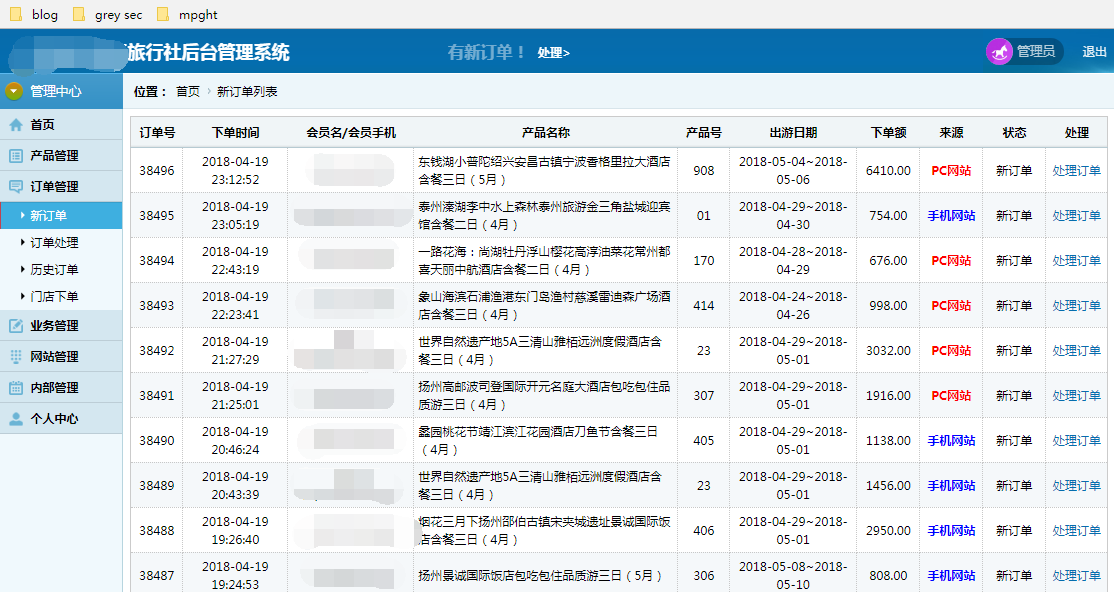 blog grey sec mpght
旅行社后台管理系统 有新订单！ 处理> 管理员 退出
管理中心
位置： 首页 › 新订单列表
首页
产品管理
订单管理
新订单
订单处理
历史订单
门店下单
业务管理
网站管理
内部管理
个人中心
订单号 下单时间 会员名/会员手机 产品名称 产品号 出游日期 下单额 来源 状态 处理
38496 2018-04-19 23:12:52 东钱湖小普陀绍兴安昌古镇宁波香格里拉大酒店含餐三日（5月） 908 2018-05-04~2018-05-06 6410.00 PC网站 新订单 处理订单
38495 2018-04-19 23:05:19 泰州溱湖李中水上森林泰州旅游金三角盐城迎宾馆含餐二日（4月） 01 2018-04-29~2018-04-30 754.00 手机网站 新订单 处理订单
38494 2018-04-19 22:43:19 一路花海：尚湖牡丹浮山樱花高淳油菜花常州都喜天丽中航酒店含餐二日（4月） 170 2018-04-28~2018-04-29 676.00 PC网站 新订单 处理订单
38493 2018-04-19 22:23:41 象山海滨石浦渔港东门岛渔村慈溪雷迪森广场酒店含餐三日（4月） 414 2018-04-24~2018-04-26 998.00 PC网站 新订单 处理订单
38492 2018-04-19 21:27:29 世界自然遗产地5A三清山雅栢远洲度假酒店含餐三日（4月） 23 2018-04-29~2018-05-01 3032.00 PC网站 新订单 处理订单
38491 2018-04-19 21:25:01 扬州高邮波司登国际开元名庭大酒店包吃包住品质游三日（4月） 307 2018-04-29~2018-05-01 1916.00 PC网站 新订单 处理订单
38490 2018-04-19 20:46:24 蠡园桃花节靖江滨江花园酒店刀鱼节含餐三日（4月） 405 2018-04-29~2018-05-01 1138.00 手机网站 新订单 处理订单
38489 2018-04-19 20:43:39 世界自然遗产地5A三清山雅栢远洲度假酒店含餐三日（4月） 23 2018-04-29~2018-05-01 1456.00 手机网站 新订单 处理订单
38488 2018-04-19 19:26:40 烟花三月下扬州邵伯古镇宋夹城遗址景诚国际饭店含餐三日（4月） 406 2018-04-29~2018-05-01 2950.00 手机网站 新订单 处理订单
38487 2018-04-19 19:24:53 扬州景诚国际饭店包吃包住品质游三日（5月） 306 2018-05-08~2018-05-10 808.00 手机网站 新订单 处理订单